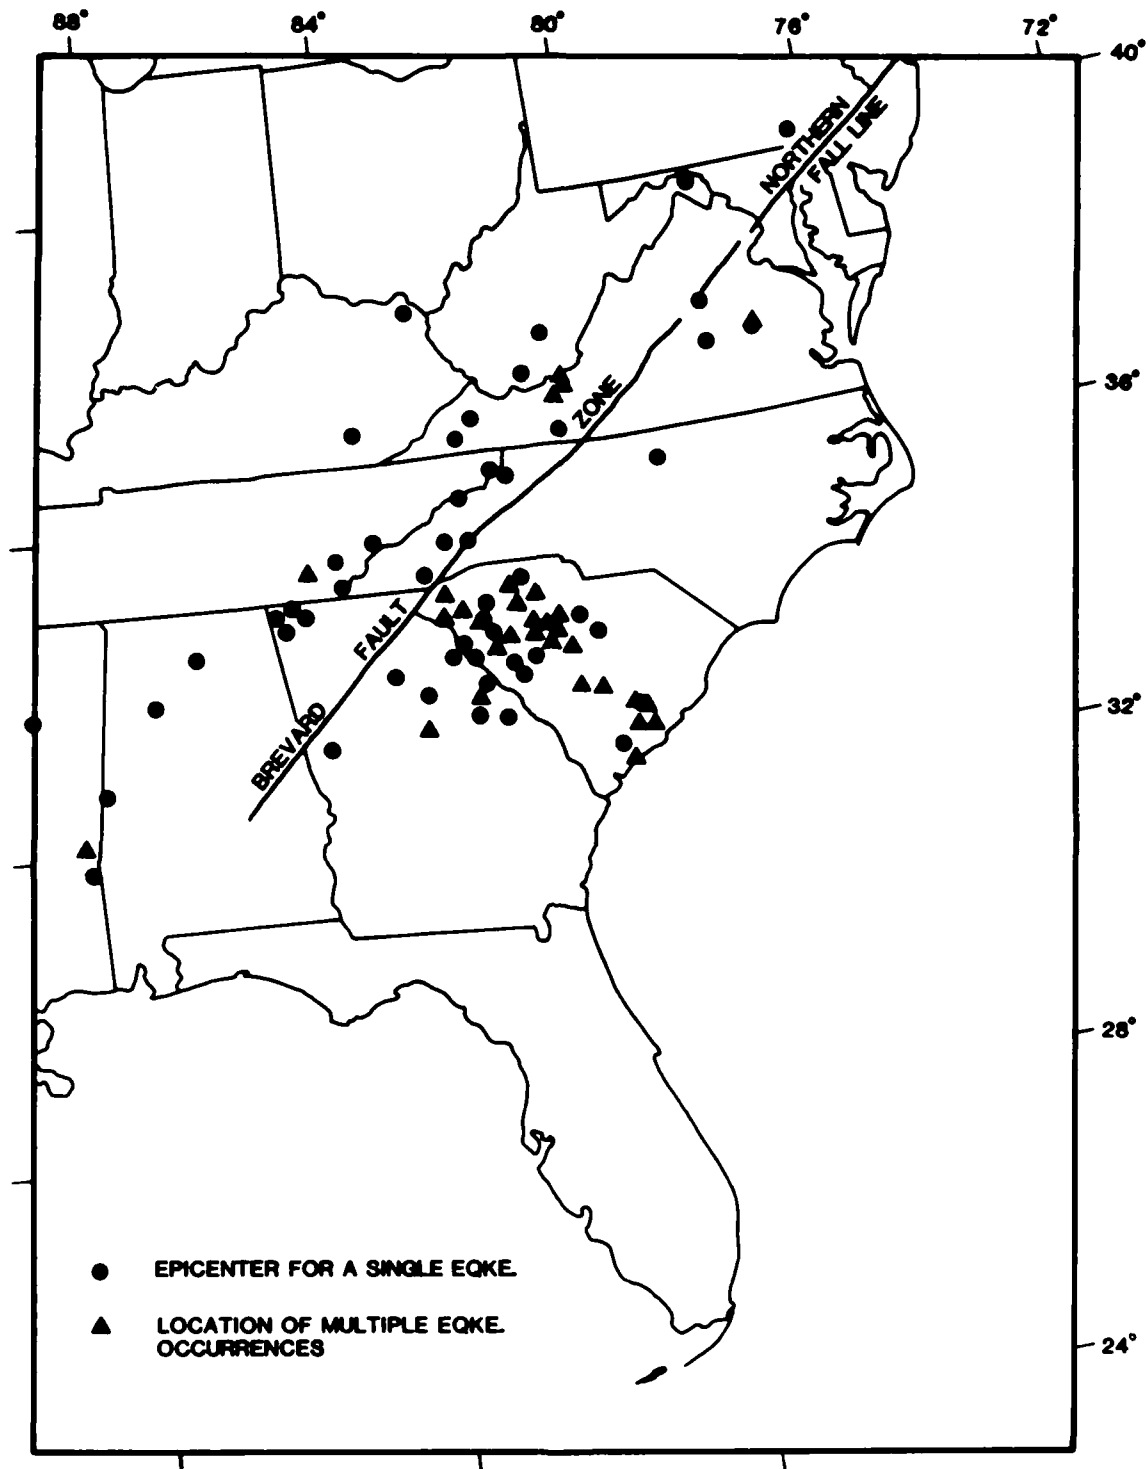 88°
84°
80°
76°
72°
40°
NORTHERN
FALL LINE
36°
ZONE
FAULT
32°
BREVARD
28°
EPICENTER FOR A SINGLE EQKE.
LOCATION OF MULTIPLE EQKE.
OCCURRENCES
24°